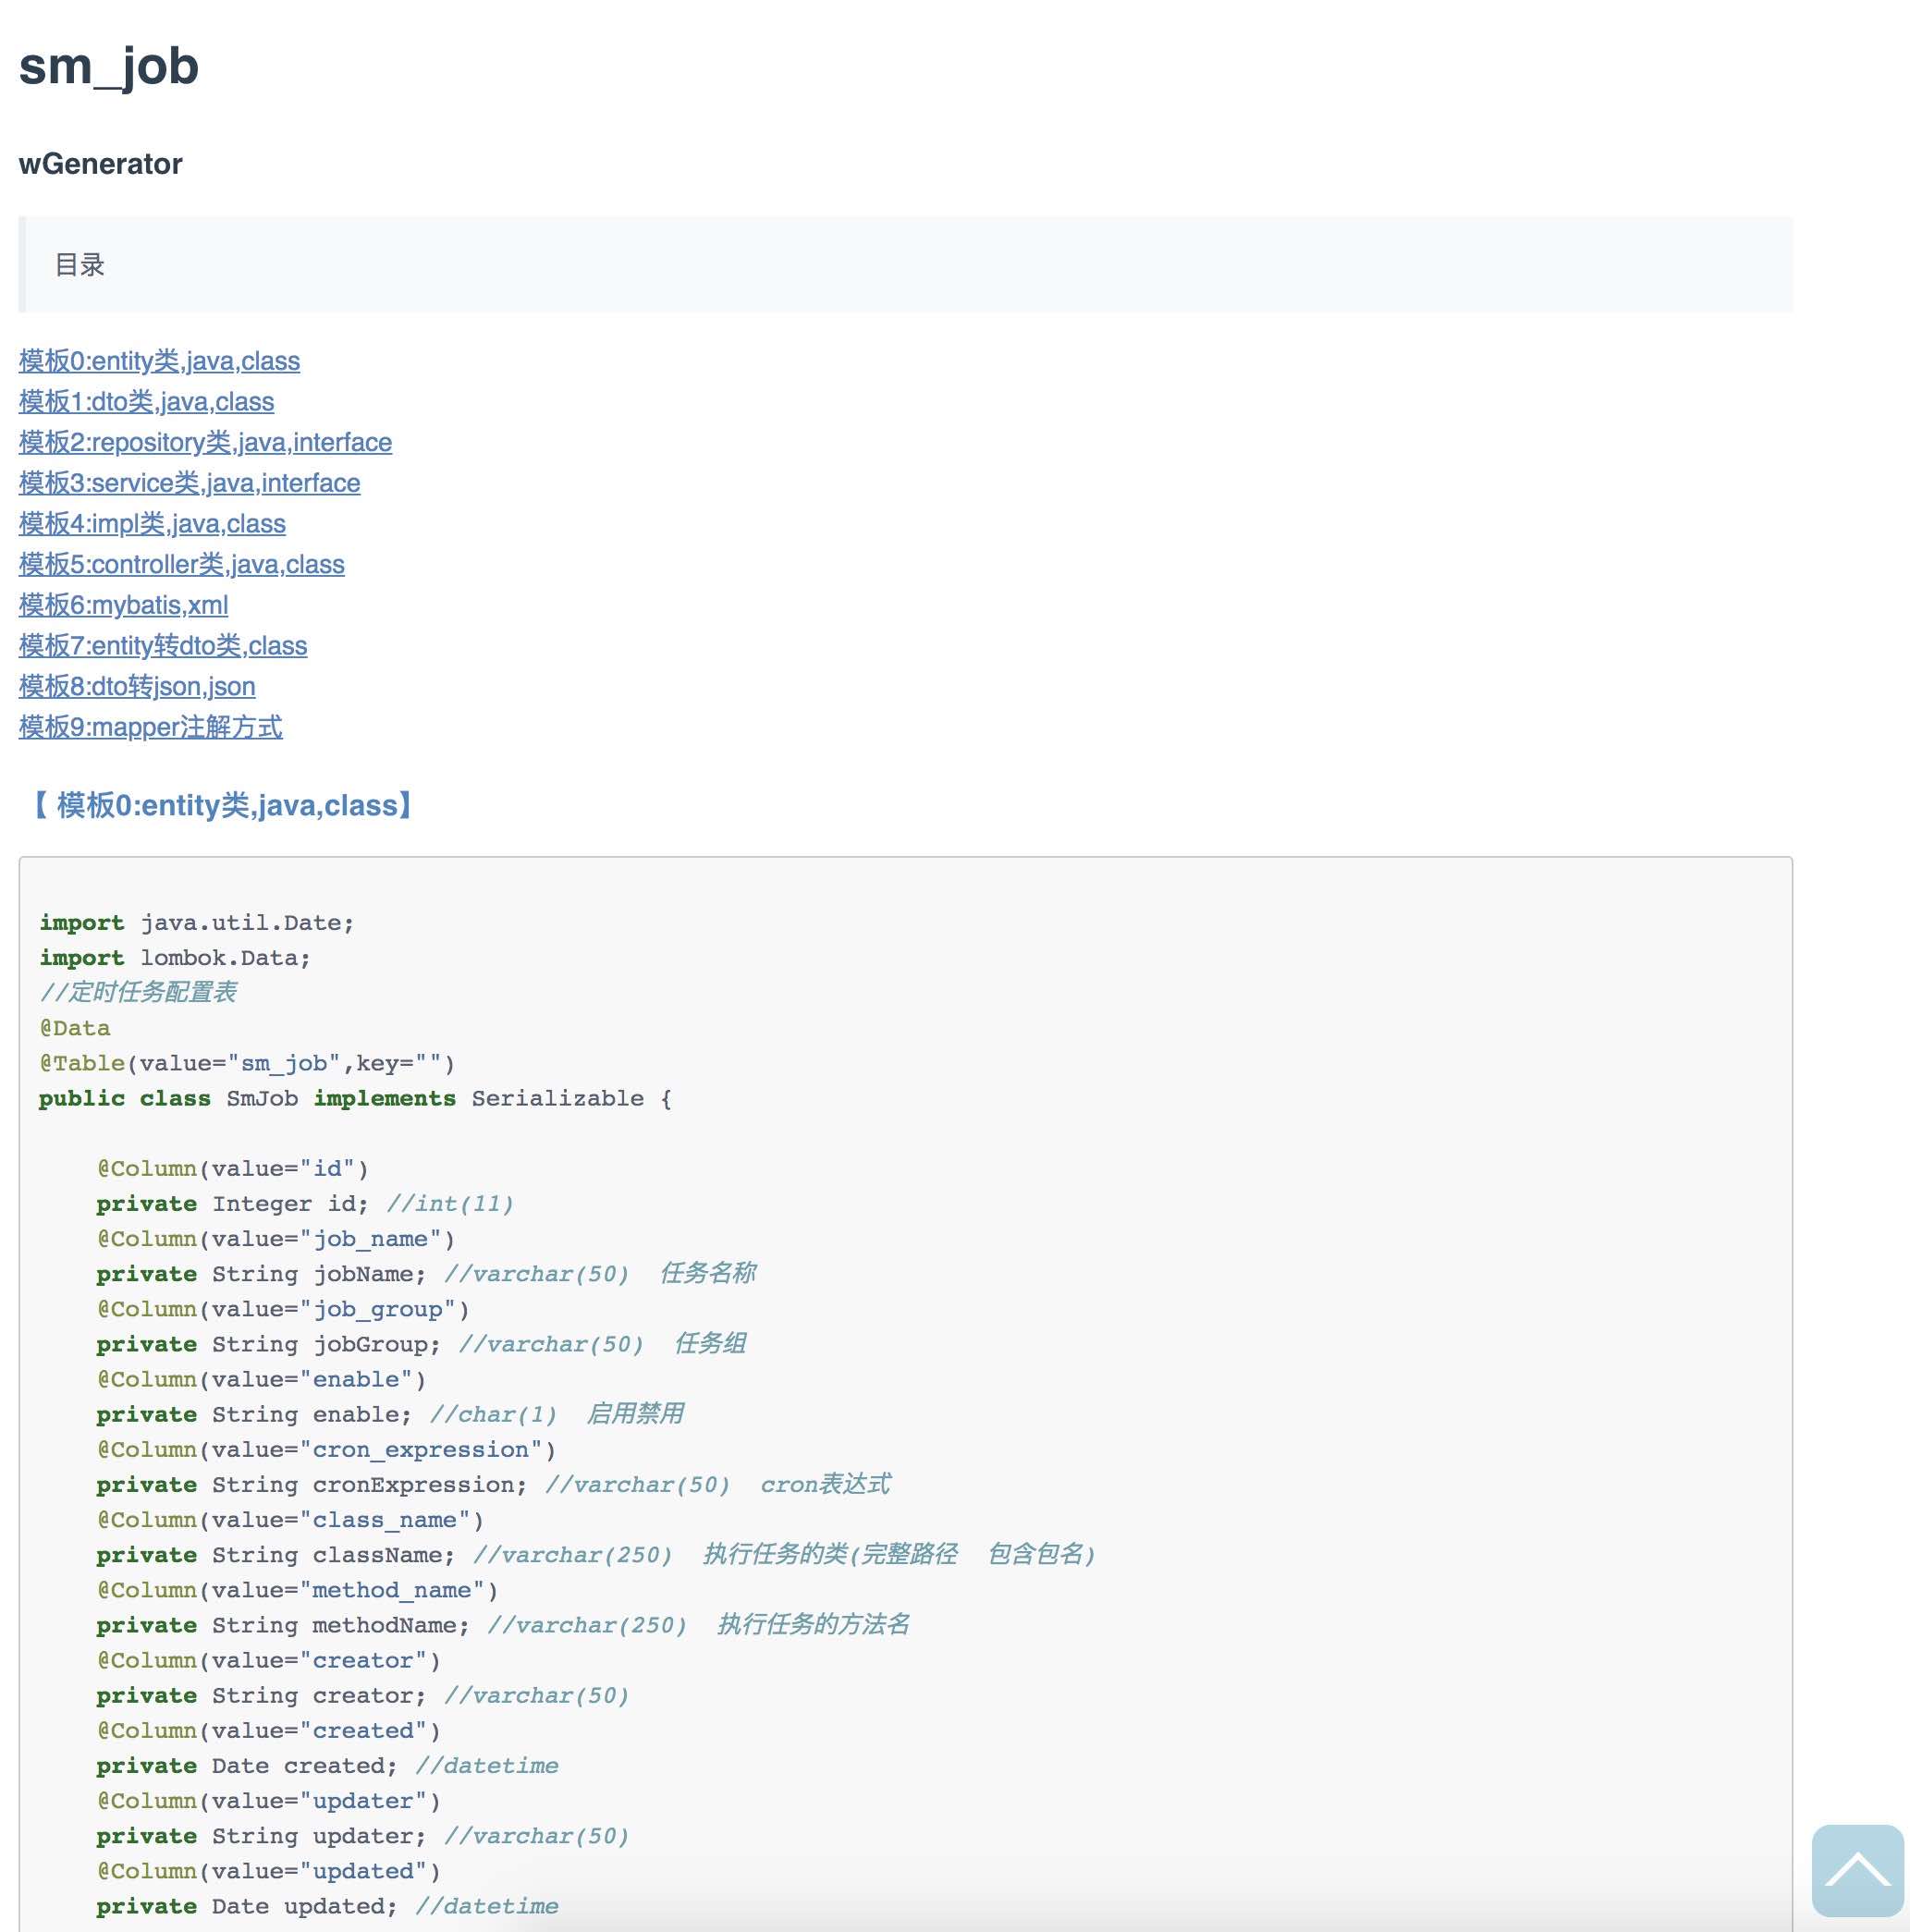 sm_job
wGenerator
目录
模板0:entity类,java,class
模板1:dto类,java,class
模板2:repository类,java,interface
模板3:service类,java,interface
模板4:impl类,java,class
模板5:controller类,java,class
模板6:mybatis,xml
模板7:entity转dto类,class
模板8:dto转json,json
模板9:mapper注解方式
【 模板0:entity类,java,class】
import java.util.Date;
import lombok.Data;
//定时任务配置表
@Data
@Table(value="sm_job",key="")
public class SmJob implements Serializable {
@Column(value="id")
private Integer id; //int(11)
@Column(value="job_name")
private String jobName; //varchar(50)  任务名称
@Column(value="job_group")
private String jobGroup; //varchar(50)  任务组
@Column(value="enable")
private String enable; //char(1)  启用禁用
@Column(value="cron_expression")
private String cronExpression; //varchar(50)  cron表达式
@Column(value="class_name")
private String className; //varchar(250)  执行任务的类(完整路径  包含包名)
@Column(value="method_name")
private String methodName; //varchar(250)  执行任务的方法名
@Column(value="creator")
private String creator; //varchar(50)
@Column(value="created")
private Date created; //datetime
@Column(value="updater")
private String updater; //varchar(50)
@Column(value="updated")
private Date updated; //datetime